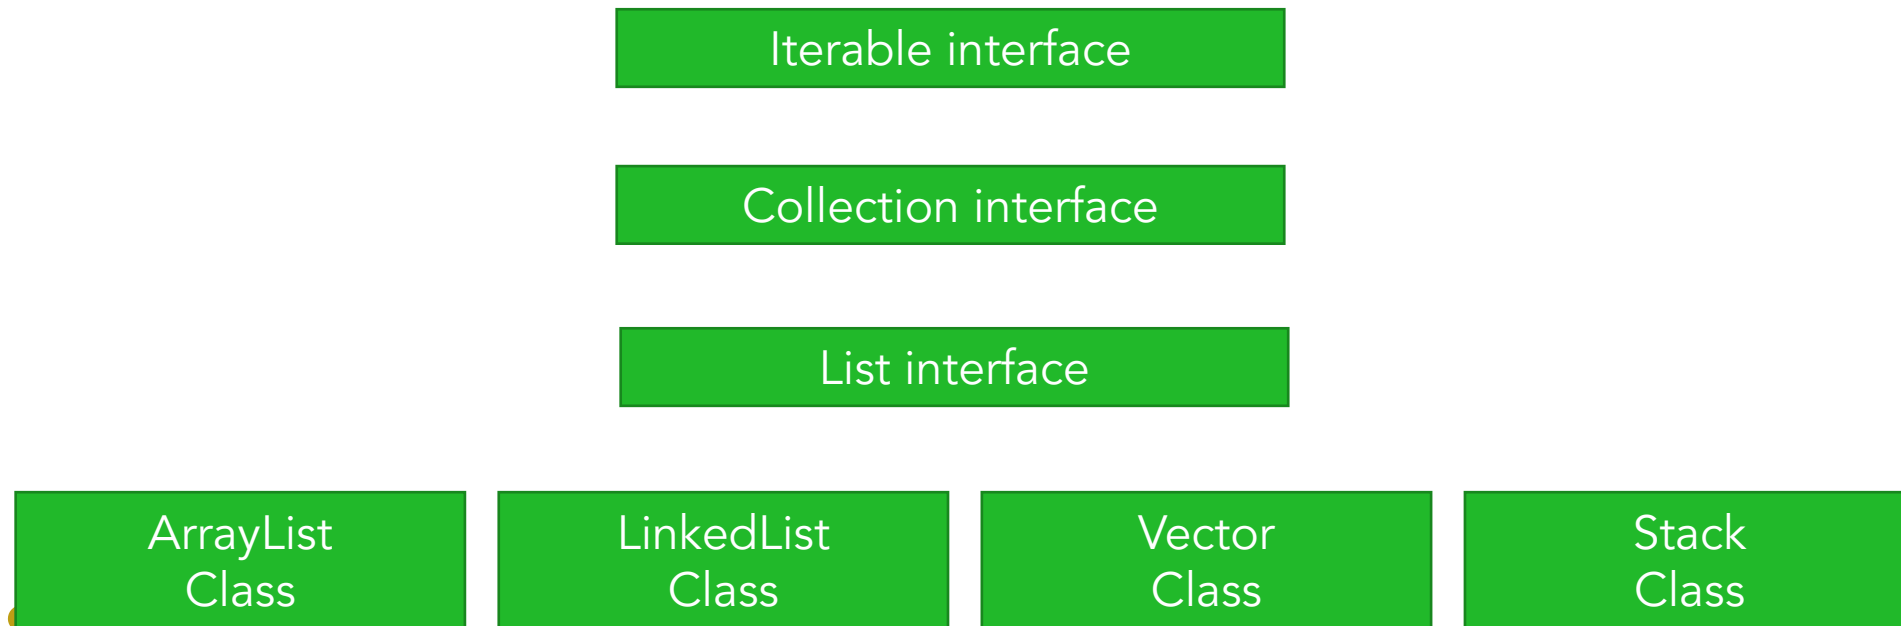 Iterable interface
Collection interface
List interface
ArrayList
Class
LinkedList
Class
Vector
Class
Stack
Class